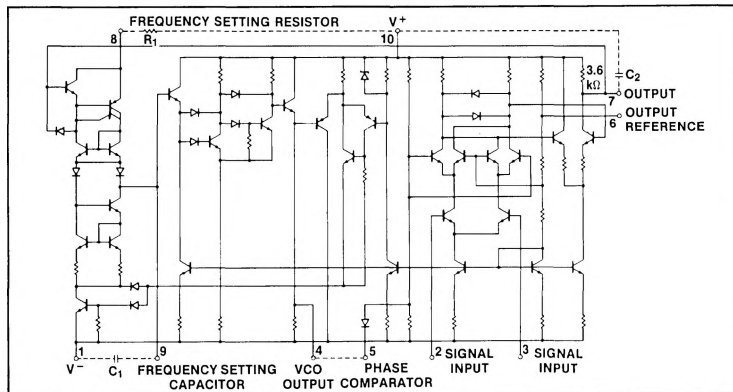 FREQUENCY SETTING RESISTOR
V+
8
R1
10
3.6
kΩ
C2
7
OUTPUT
6
OUTPUT
REFERENCE
1
9
4
5
2
3
V−
C1
FREQUENCY SETTING
CAPACITOR
VCO
OUTPUT
PHASE
COMPARATOR
SIGNAL
INPUT
SIGNAL
INPUT